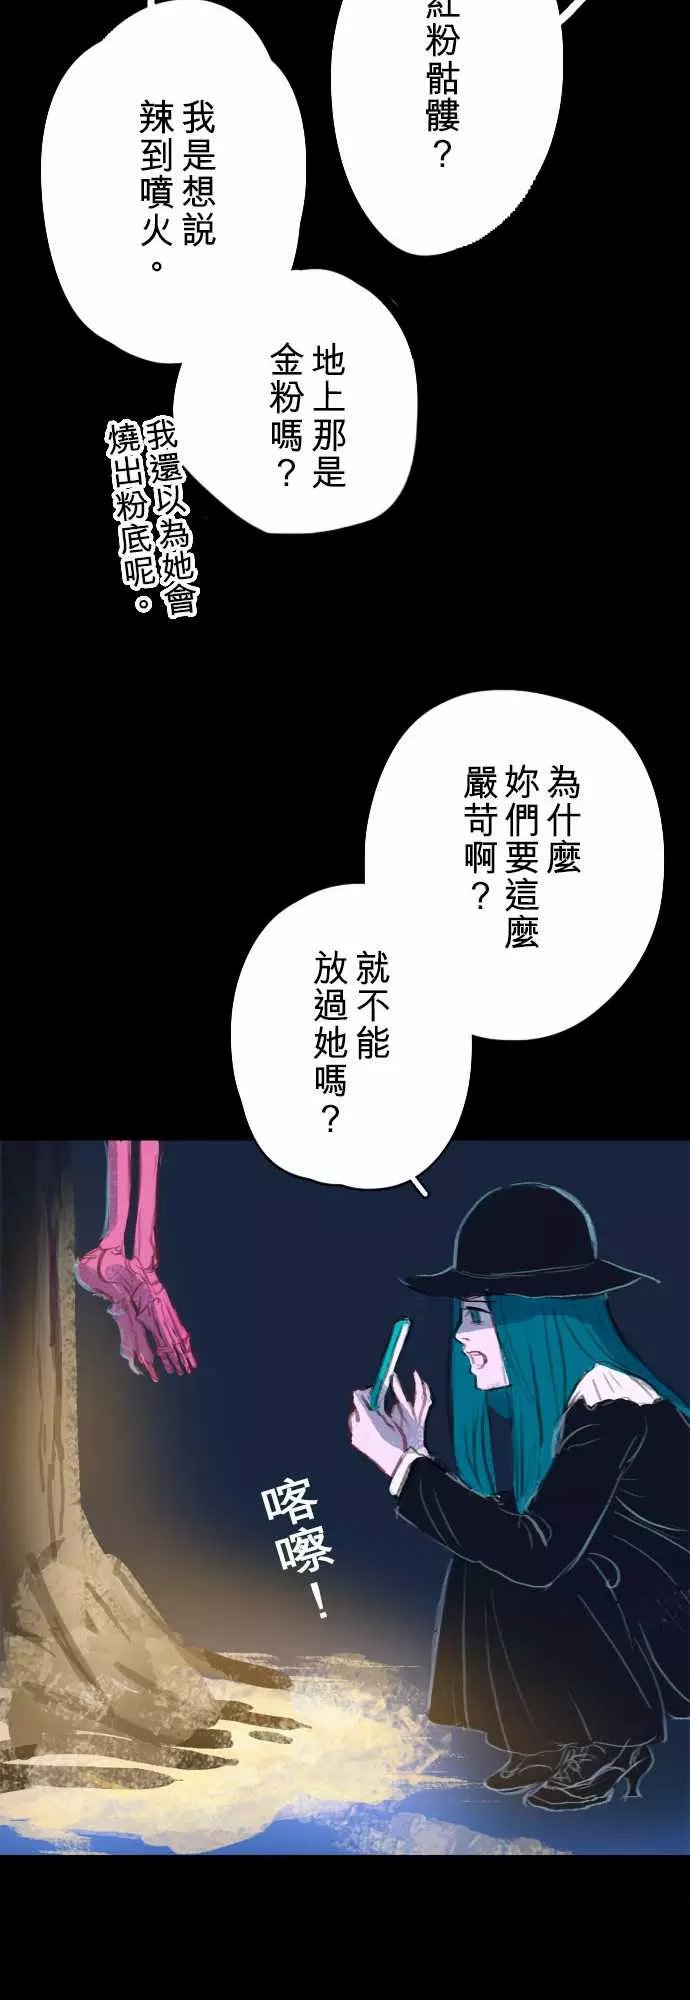 紅粉骷髏？
我是想說
辣到噴火。
地上那是
金粉嗎？
我還以為她會
燒出粉底呢。
為什麼
妳們要這麼
嚴苛啊？
就不能
放過她嗎？
喀嚓！